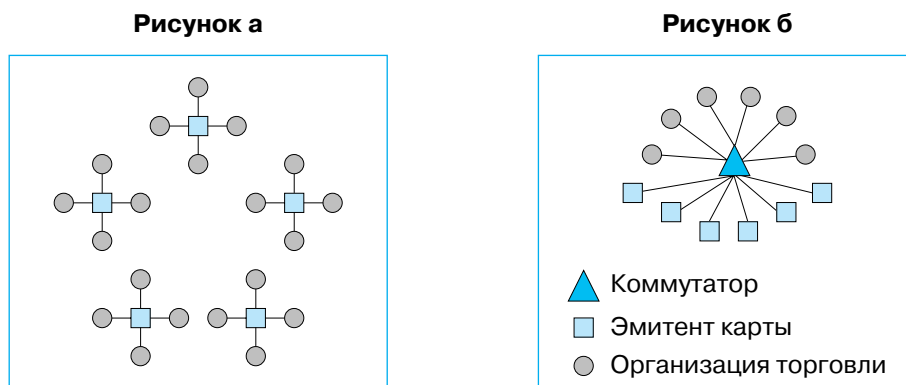 Рисунок а
Рисунок б
Коммутатор
Эмитент карты
Организация торговли